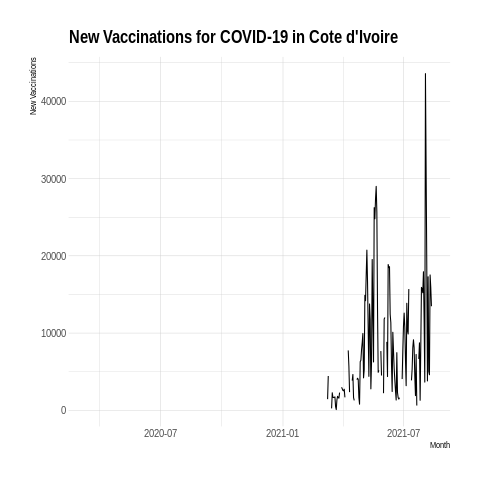 New Vaccinations for COVID-19 in Cote d'Ivoire
New Vaccinations
40000
30000
20000
10000
0
2020-07 2021-01 2021-07
Month